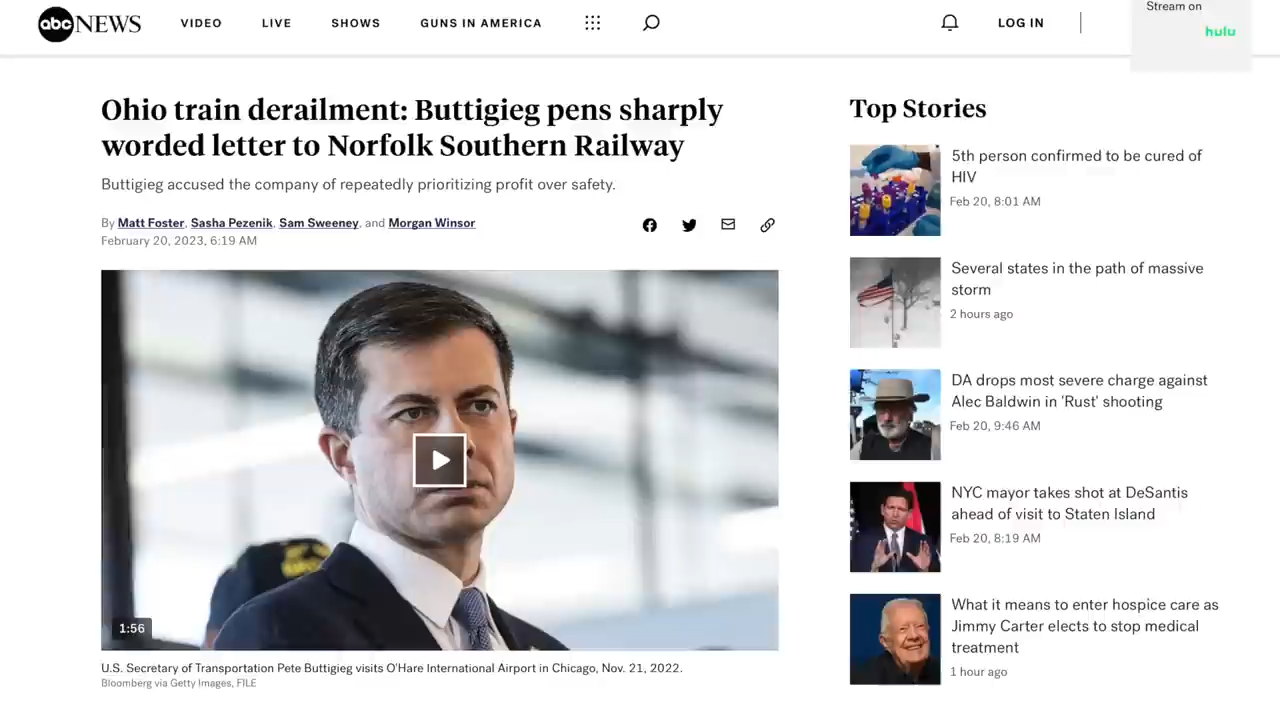 abc NEWS
VIDEO
LIVE
SHOWS
GUNS IN AMERICA
LOG IN
Stream on
hulu
Ohio train derailment: Buttigieg pens sharply
worded letter to Norfolk Southern Railway
Buttigieg accused the company of repeatedly prioritizing profit over safety.
By Matt Foster, Sasha Pezenik, Sam Sweeney, and Morgan Winsor
February 20, 2023, 6:19 AM
1:56
U.S. Secretary of Transportation Pete Buttigieg visits O'Hare International Airport in Chicago, Nov. 21, 2022.
Bloomberg via Getty Images, FILE
Top Stories
5th person confirmed to be cured of
HIV
Feb 20, 8:01 AM
Several states in the path of massive
storm
2 hours ago
DA drops most severe charge against
Alec Baldwin in 'Rust' shooting
Feb 20, 9:46 AM
NYC mayor takes shot at DeSantis
ahead of visit to Staten Island
Feb 20, 8:19 AM
What it means to enter hospice care as
Jimmy Carter elects to stop medical
treatment
1 hour ago